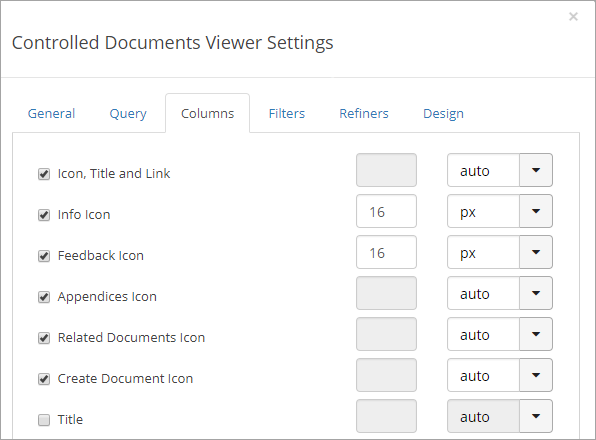 ×
Controlled Documents Viewer Settings
General Query Columns Filters Refiners Design
Icon, Title and Link auto
Info Icon 16 px
Feedback Icon 16 px
Appendices Icon auto
Related Documents Icon auto
Create Document Icon auto
Title auto